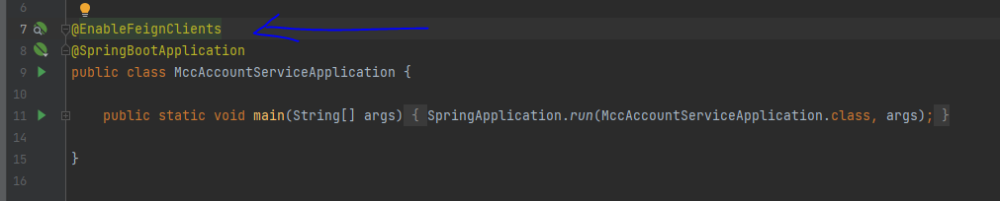 6
7 @EnableFeignClients
8 @SpringBootApplication
9 public class MccAccountServiceApplication {
10
11 public static void main(String[] args) { SpringApplication.run(MccAccountServiceApplication.class, args); }
14
15 }
16